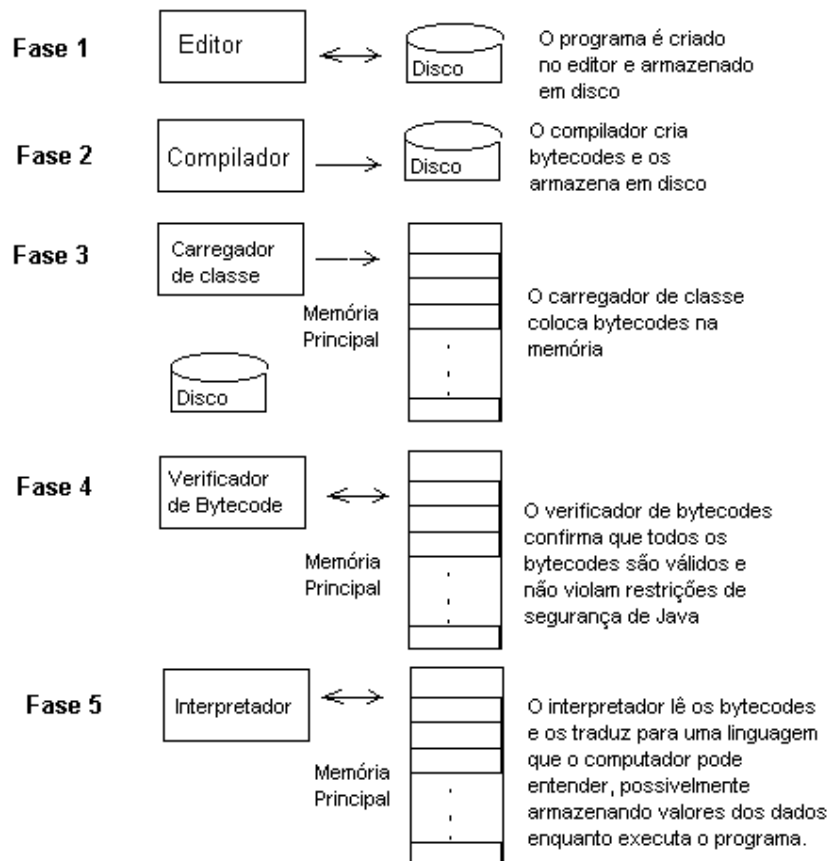 Fase 1
Editor
Disco
O programa é criado
no editor e armazenado
em disco
Fase 2
Compilador
Disco
O compilador cria
bytecodes e os
armazena em disco
Fase 3
Carregador
de classe
Memória
Principal
Disco
O carregador de classe
coloca bytecodes na
memória
Fase 4
Verificador
de Bytecode
Memória
Principal
O verificador de bytecodes
confirma que todos os
bytecodes são válidos e
não violam restrições de
segurança de Java
Fase 5
Interpretador
Memória
Principal
O interpretador lê os bytecodes
e os traduz para uma linguagem
que o computador pode
entender, possivelmente
armazenando valores dos dados
enquanto executa o programa.